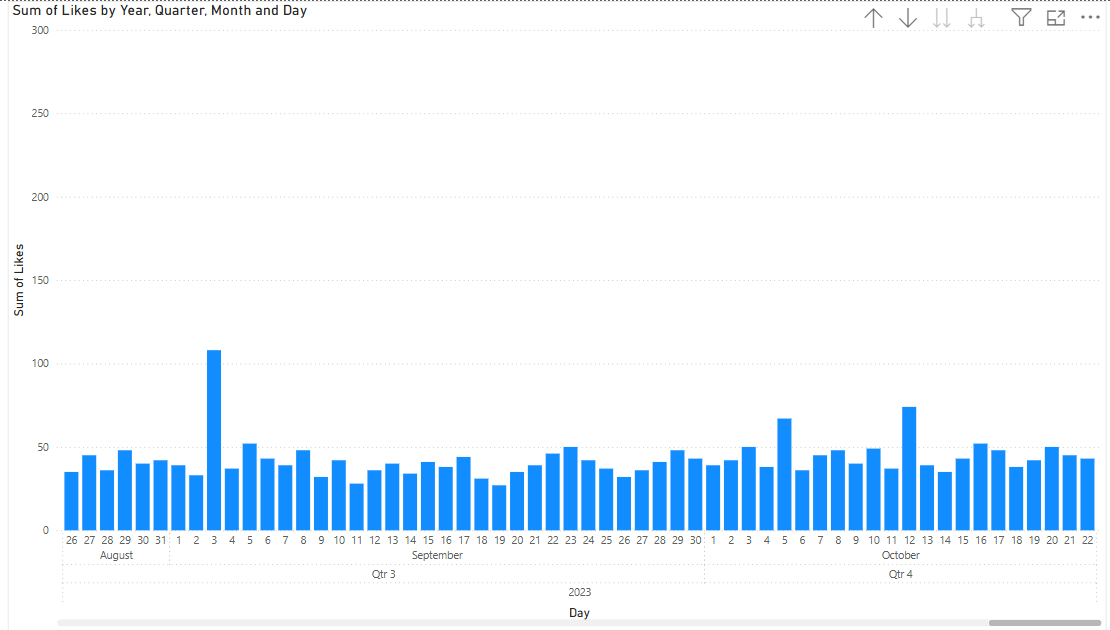 Sum of Likes by Year, Quarter, Month and Day
300
250
200
150
100
50
0
Sum of Likes
26 27 28 29 30 31 1 2 3 4 5 6 7 8 9 10 11 12 13 14 15 16 17 18 19 20 21 22 23 24 25 26 27 28 29 30 1 2 3 4 5 6 7 8 9 10 11 12 13 14 15 16 17 18 19 20 21 22
August September October
Qtr 3 Qtr 4
2023
Day